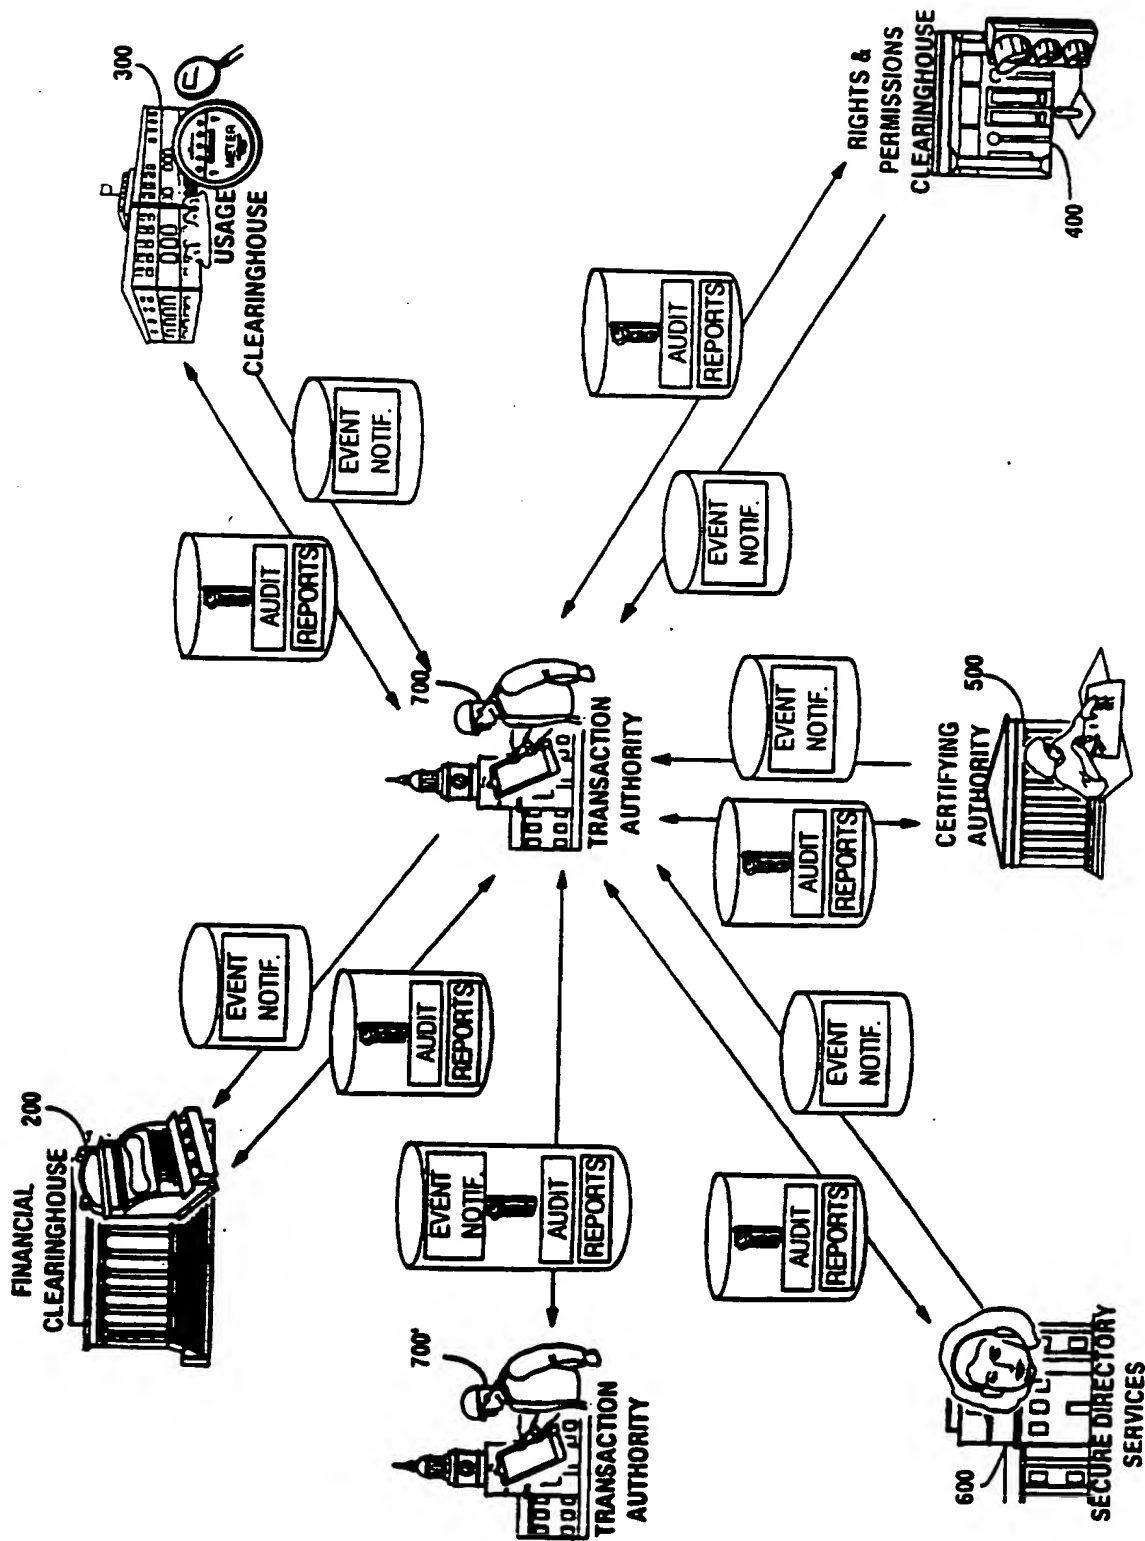 FINANCIAL
CLEARINGHOUSE
200
EVENT
NOTIF.
AUDIT
REPORTS
AUDIT
REPORTS
300
METER
USAGE
CLEARINGHOUSE
EVENT
NOTIF.
700'
TRANSACTION
AUTHORITY
EVENT
NOTIF.
AUDIT
REPORTS
700
TRANSACTION
AUTHORITY
AUDIT
REPORTS
RIGHTS &
PERMISSIONS
CLEARINGHOUSE
400
EVENT
NOTIF.
AUDIT
REPORTS
600
SECURE DIRECTORY
SERVICES
EVENT
NOTIF.
AUDIT
REPORTS
EVENT
NOTIF.
CERTIFYING
AUTHORITY
500